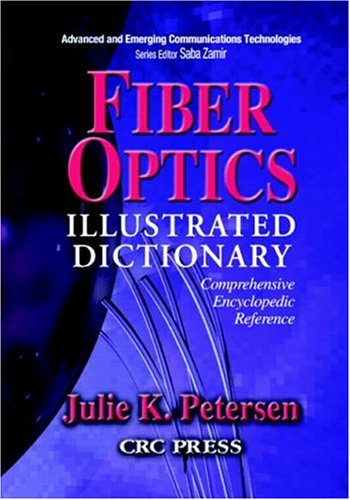 Advanced and Emerging Communications Technologies
Series Editor Saba Zamir
FIBER
OPTICS
ILLUSTRATED
DICTIONARY
Comprehensive
Encyclopedic
Reference
Julie K. Petersen
CRC PRESS